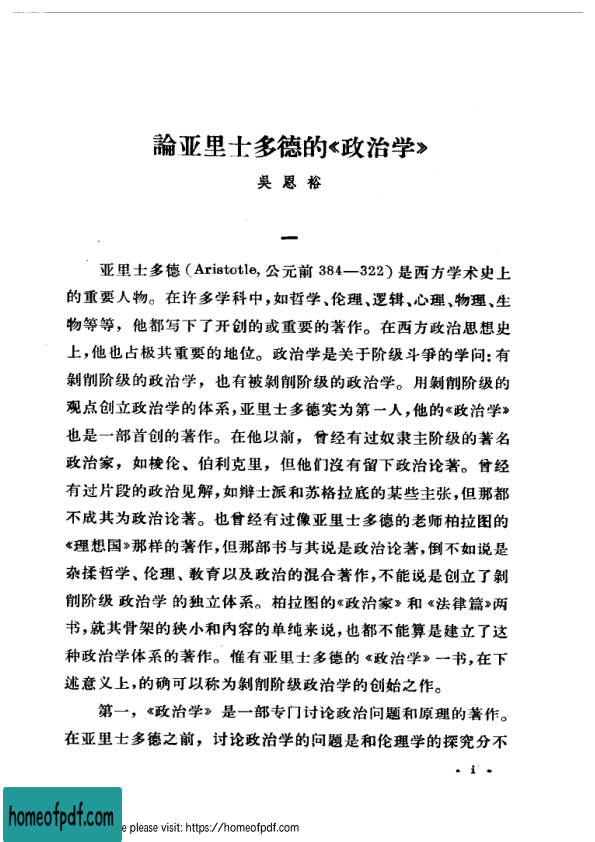 論亚里士多德的《政治学》
吳恩裕
一
亚里士多德(Aristotle,公元前 384—322)是西方学术史上
的重要人物。在许多学科中,如哲学、伦理、逻辑、心理、物理、生
物等等,他都写下了开创的或重要的著作。在西方政治思想史
上,他也占极其重要的地位。政治学是关于阶级斗爭的学问:有
剝削阶级的政治学,也有被剝削阶级的政治学。用剝削阶级的
观点创立政治学的体系,亚里士多德实为第一人,他的《政治学》
也是一部首创的著作。在他以前,曾经有过奴隶主阶级的著名
政治家,如梭伦、伯利克里,但他們沒有留下政治论著。曾经
有过片段的政治见解,如辯士派和苏格拉底的某些主张,但那都
不成其为政治论著。也曾经有过像亚里士多德的老师柏拉图的
《理想国》那样的著作,但那部书与其说是政治论著,倒不如说是
杂揉哲学、伦理、敎育以及政治的混合著作,不能说是创立了剝
削阶级政治学的独立体系。柏拉图的《政治家》和《法律篇》两
书,就其骨架的狹小和內容的单纯来说,也都不能算是建立了这
种政治学体系的著作。惟有亚里士多德的《政治学》一书,在下
述意义上,的确可以称为剝削阶级政治学的创始之作。
第一,《政治学》是一部专门讨论政治问题和原理的著作。
在亚里士多德之前,讨论政治学的问题是和伦理学的探究分不
• i •
homeofpdf.com
e please visit: https://homeofpdf.com